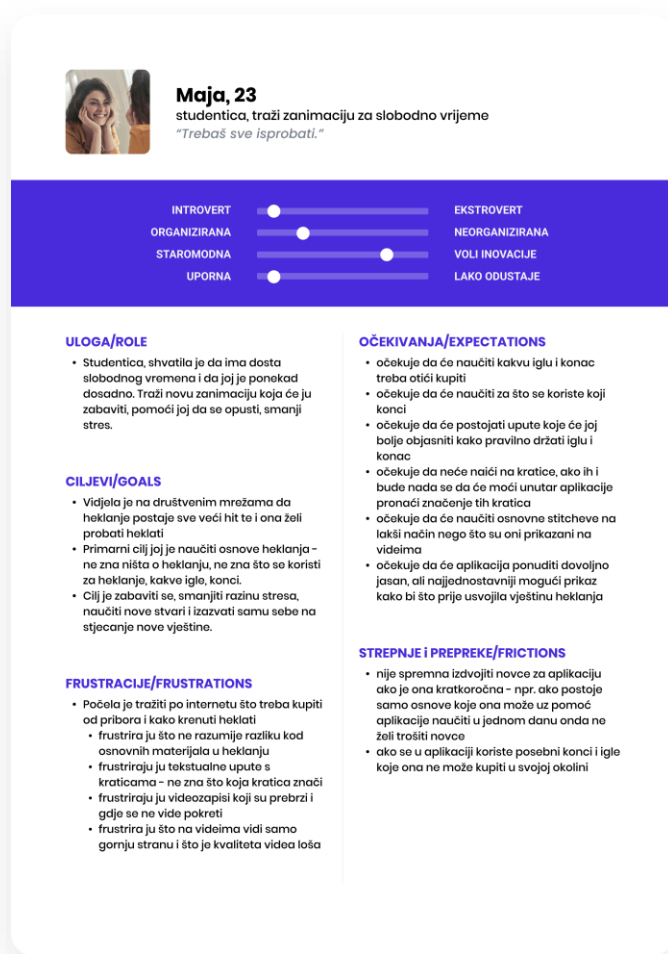 Maja, 23
studentica, traži zanimaciju za slobodno vrijeme
“Trebaš sve isprobati.”
INTROVERT EKSTROVERT
ORGANIZIRANA NEORGANIZIRANA
STAROMODNA VOLI INOVACIJE
UPORNA LAKO ODUSTAJE
ULOGA/ROLE
• Studentica, shvatila je da ima dosta
slobodnog vremena i da joj je ponekad
dosadno. Traži novu zanimaciju koja će ju
zabaviti, pomoći joj da se opusti, smanji
stres.
CILJEVI/GOALS
• Vidjela je na društvenim mrežama da
heklanje postaje sve veći hit te i ona želi
probati heklati
• Primarni cilj joj je naučiti osnove heklanja -
ne zna ništa o heklanju, ne zna što se koristi
za heklanje, kakve igle, konci.
• Cilj je zabaviti se, smanjiti razinu stresa,
naučiti nove stvari i izazvati samu sebe na
stjecanje nove vještine.
FRUSTRACIJE/FRUSTRATIONS
• Počela je tražiti po internetu što treba kupiti
od pribora i kako krenuti heklati
• frustrira ju što ne razumije razliku kod
osnovnih materijala u heklanju
• frustriraju ju tekstualne upute s
kraticama - ne zna što koja kratica znači
• frustriraju ju videozapisi koji su prebrzi i
gdje se ne vide pokreti
• frustrira ju što na videima vidi samo
gornju stranu i što je kvaliteta videa loša
OČEKIVANJA/EXPECTATIONS
• očekuje da će naučiti kakvu iglu i konac
treba otići kupiti
• očekuje da će naučiti za što se koriste koji
konci
• očekuje da će postojati upute koje će joj
bolje objasniti kako pravilno držati iglu i
konac
• očekuje da neće naići na kratice, ako ih i
bude nada se da će moći unutar aplikacije
pronaći značenje tih kratica
• očekuje da će naučiti osnovne stitcheve na
lakši način nego što su oni prikazani na
videima
• očekuje da će aplikacija ponuditi dovoljno
jasan, ali najjednostavniji mogući prikaz
kako bi što prije usvojila vještinu heklanja
STREPNJE i PREPREKE/FRICTIONS
• nije spremna izdvojiti novce za aplikaciju
ako je ona kratkoročna - npr. ako postoje
samo osnove koje ona može uz pomoć
aplikacije naučiti u jednom danu onda ne
želi trošiti novce
• ako se u aplikaciji koriste posebni konci i igle
koje ona ne može kupiti u svojoj okolini